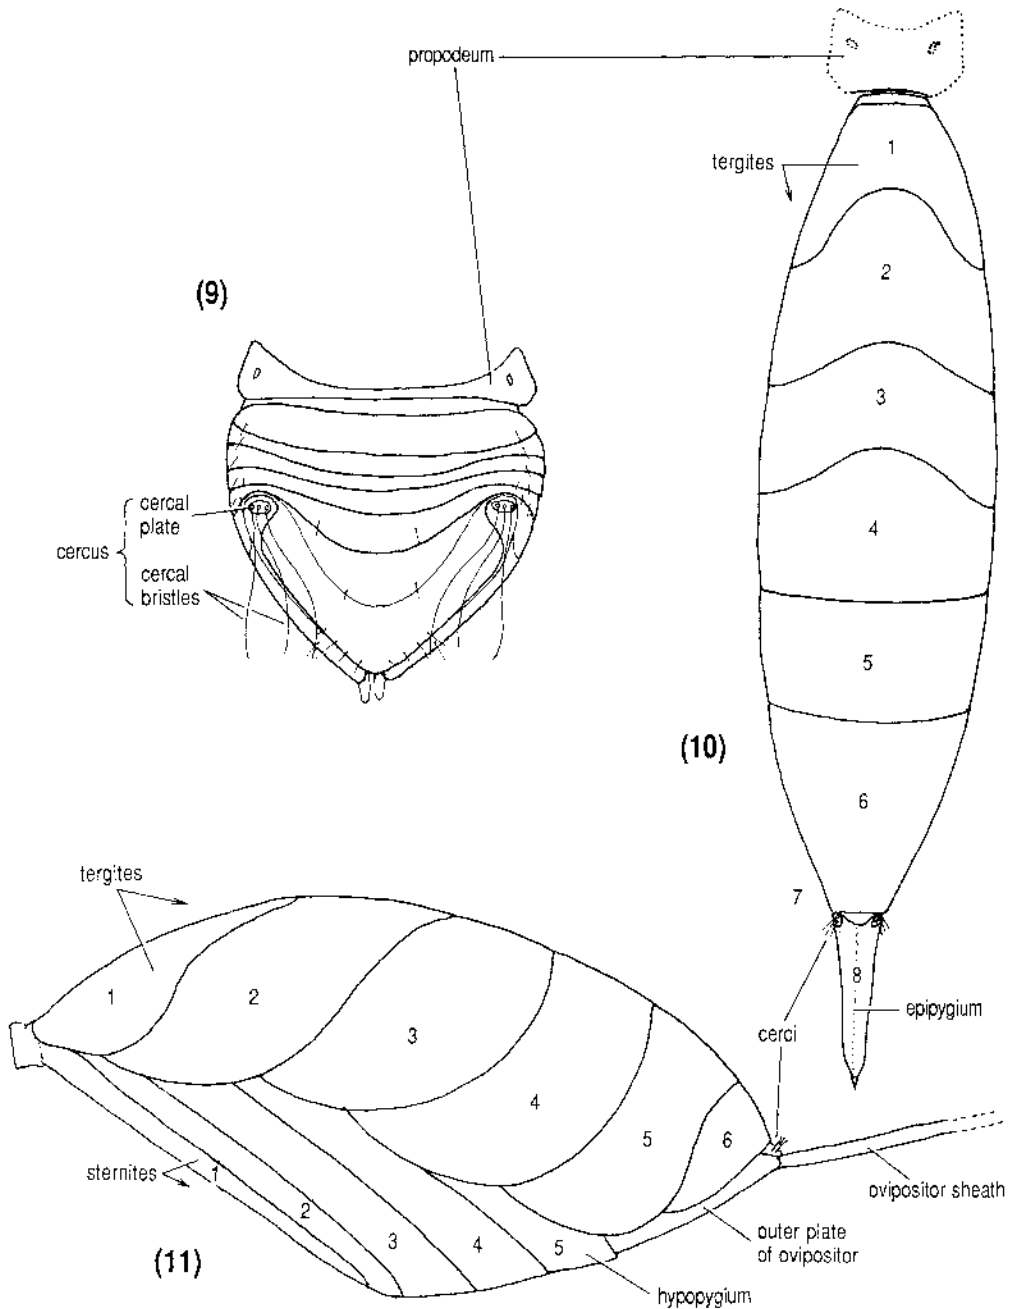 propodeum
1
tergites
2
(9)
3
cercal
plate
4
cercus
cercal
bristles
5
(10)
6
tergites
7
8
1
2
epipygium
3
cerci
4
5
6
sternites
1
ovipositor sheath
2
3
4
5
outer plate
of ovipositor
(11)
hypopygium